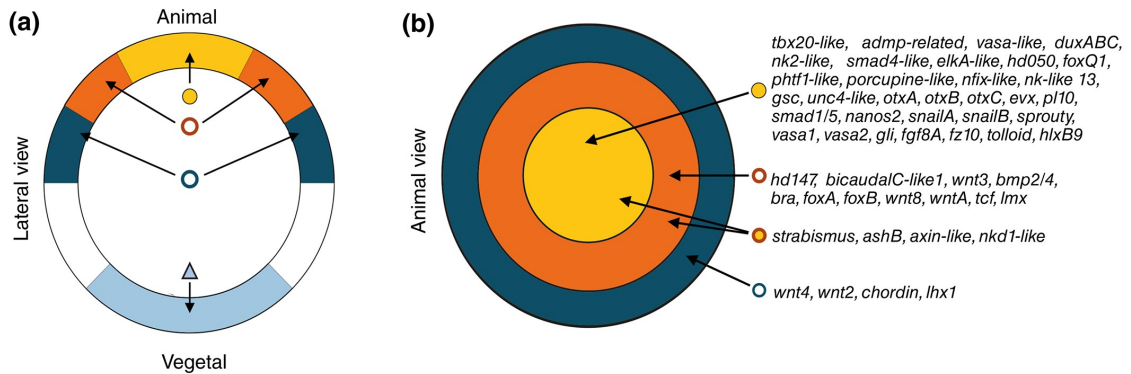 (a)
Animal
Lateral view
Vegetal
(b)
Animal view
tbx20-like, admp-related, vasa-like, duxABC,
nk2-like, smad4-like, elkA-like, hd050, foxQ1,
phtf1-like, porcupine-like, nfix-like, nk-like 13,
gsc, unc4-like, otxA, otxB, otxC, evx, pl10,
smad1/5, nanos2, snailA, snailB, sprouty,
vasa1, vasa2, gli, fgf8A, fz10, tolloid, hlxB9
hd147, bicaudalC-like1, wnt3, bmp2/4,
bra, foxA, foxB, wnt8, wntA, tcf, lmx
strabismus, ashB, axin-like, nkd1-like
wnt4, wnt2, chordin, lhx1